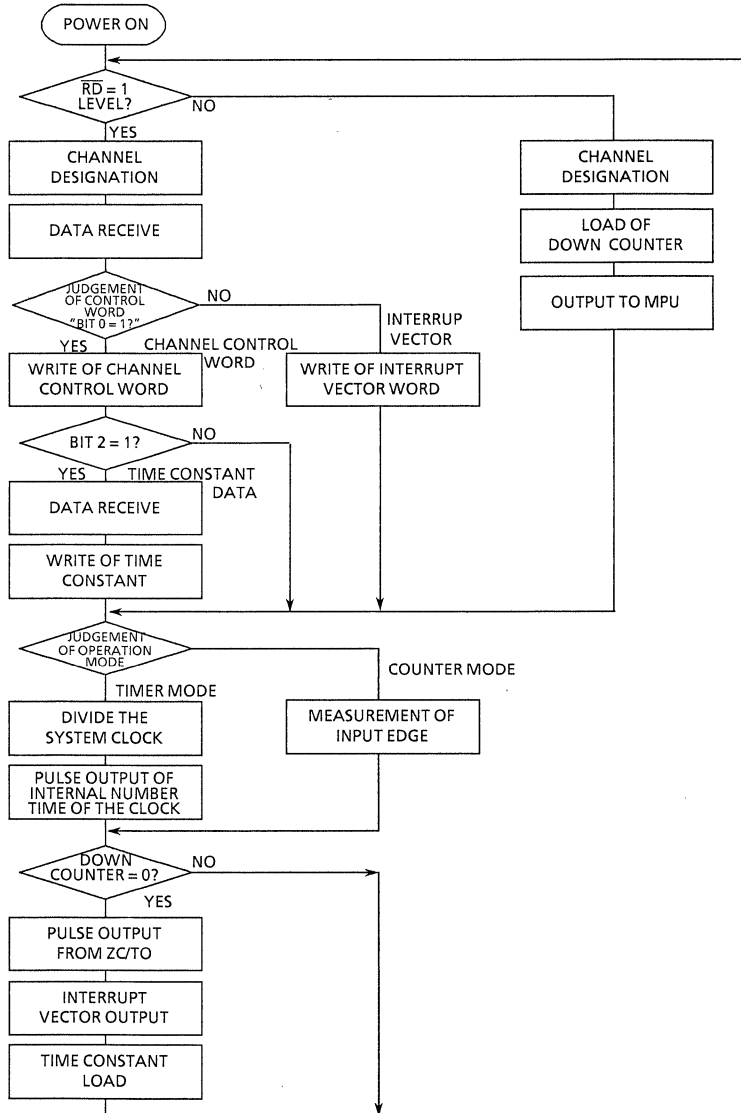 POWER ON
RD = 1
LEVEL?
NO
YES
CHANNEL
DESIGNATION
CHANNEL
DESIGNATION
DATA RECEIVE
LOAD OF
DOWN COUNTER
JUDGEMENT
OF CONTROL
WORD
"BIT 0 = 1?"
NO
OUTPUT TO MPU
INTERRUP
VECTOR
YES
CHANNEL CONTROL
WORD
WRITE OF CHANNEL
CONTROL WORD
WRITE OF INTERRUPT
VECTOR WORD
BIT 2 = 1?
NO
YES
TIME CONSTANT
DATA
DATA RECEIVE
WRITE OF TIME
CONSTANT
JUDGEMENT
OF OPERATION
MODE
COUNTER MODE
TIMER MODE
DIVIDE THE
SYSTEM CLOCK
MEASUREMENT OF
INPUT EDGE
PULSE OUTPUT OF
INTERNAL NUMBER
TIME OF THE CLOCK
DOWN
COUNTER = 0?
NO
YES
PULSE OUTPUT
FROM ZC/TO
INTERRUPT
VECTOR OUTPUT
TIME CONSTANT
LOAD